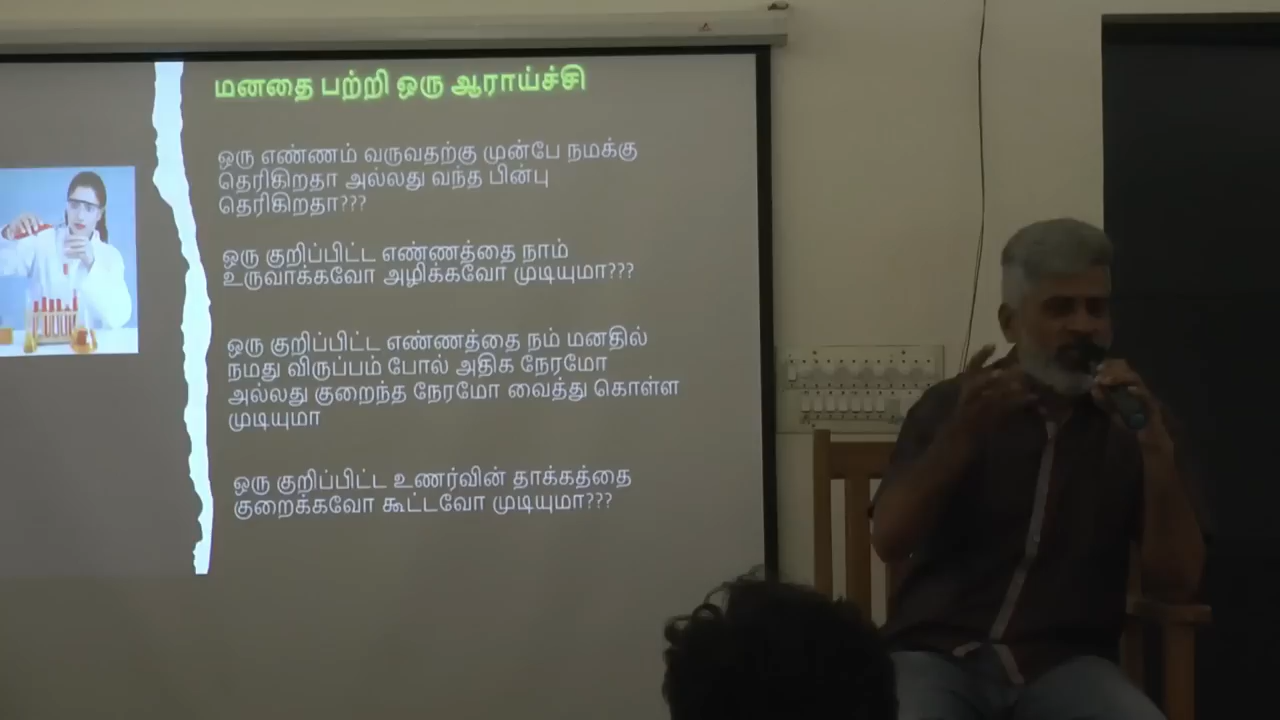 மனதை பற்றி ஒரு ஆராய்ச்சி
ஒரு எண்ணம் வருவதற்கு முன்பே நமக்கு
தெரிகிறதா அல்லது வந்த பின்பு
தெரிகிறதா???
ஒரு குறிப்பிட்ட எண்ணத்தை நாம்
உருவாக்கவோ அழிக்கவோ முடியுமா???
ஒரு குறிப்பிட்ட எண்ணத்தை நம் மனதில்
நமது விருப்பம் போல் அதிக நேரமோ
அல்லது குறைந்த நேரமோ வைத்து கொள்ள
முடியுமா
ஒரு குறிப்பிட்ட உணர்வின் தாக்கத்தை
குறைக்கவோ கூட்டவோ முடியுமா???